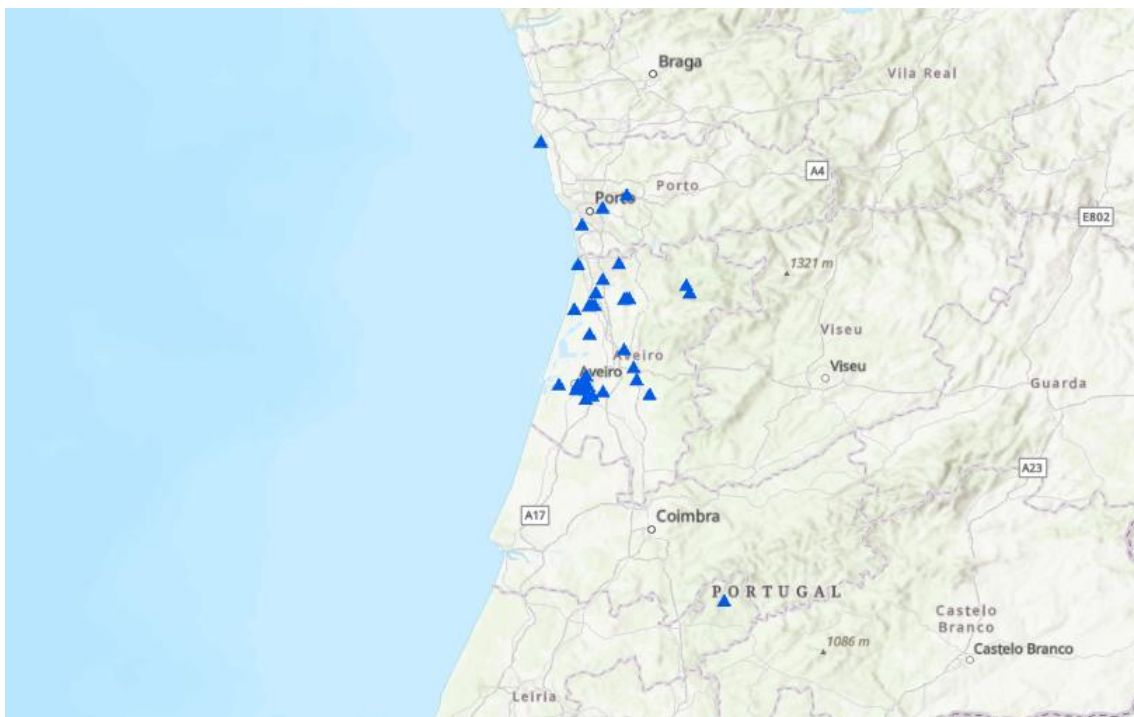 Braga
Vila Real
A4
Porto
Porto
E802
1321 m
Viseu
Aveiro
Aveiro
Viseu
Guarda
A23
A17
Coimbra
PORTUGAL
Castelo
Branco
1086 m
Castelo Branco
Leiria